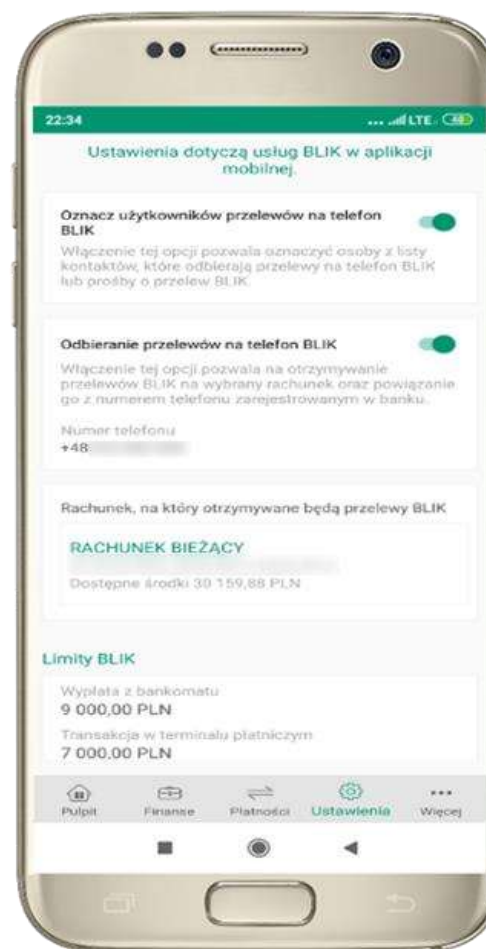 22:34
LTE
Ustawienia dotyczą usług BLIK w aplikacji
mobilnej.
Oznacz użytkowników przelewów na telefon
BLIK
Włączenie tej opcji pozwala oznaczyć osoby z listy
kontaktów, które odbierają przelewy na telefon BLIK
lub prośby o przelew BLIK.
Odbieranie przelewów na telefon BLIK
Włączenie tej opcji pozwala na otrzymywanie
przelewów BLIK na wybrany rachunek oraz powiązanie
go z numerem telefonu zarejestrowanym w banku.
Numer telefonu
+48
Rachunek, na który otrzymywane będą przelewy BLIK
RACHUNEK BIEŻĄCY
Dostępne środki 30 159,88 PLN
Limity BLIK
Wypłata z bankomatu
9 000,00 PLN
Transakcja w terminalu płatniczym
7 000,00 PLN
Pulpit Finanse Płatności Ustawienia Więcej